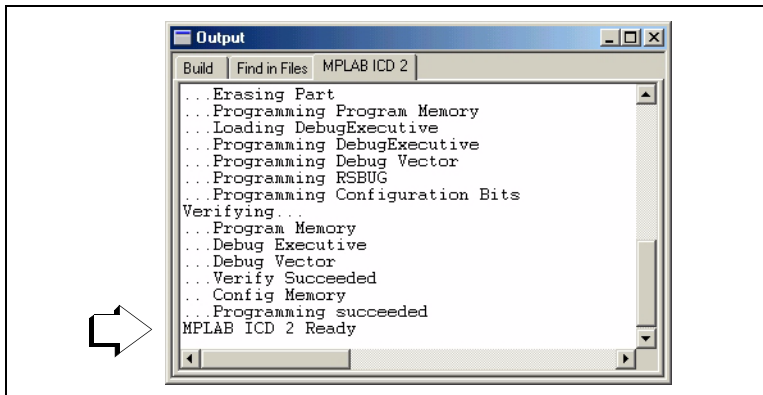 Output
Build Find in Files MPLAB ICD 2
...Erasing Part
...Programming Program Memory
...Loading DebugExecutive
...Programming DebugExecutive
...Programming Debug Vector
...Programming RSBUG
...Programming Configuration Bits
Verifying...
...Program Memory
...Debug Executive
...Debug Vector
...Verify Succeeded
.. Config Memory
...Programming succeeded
MPLAB ICD 2 Ready